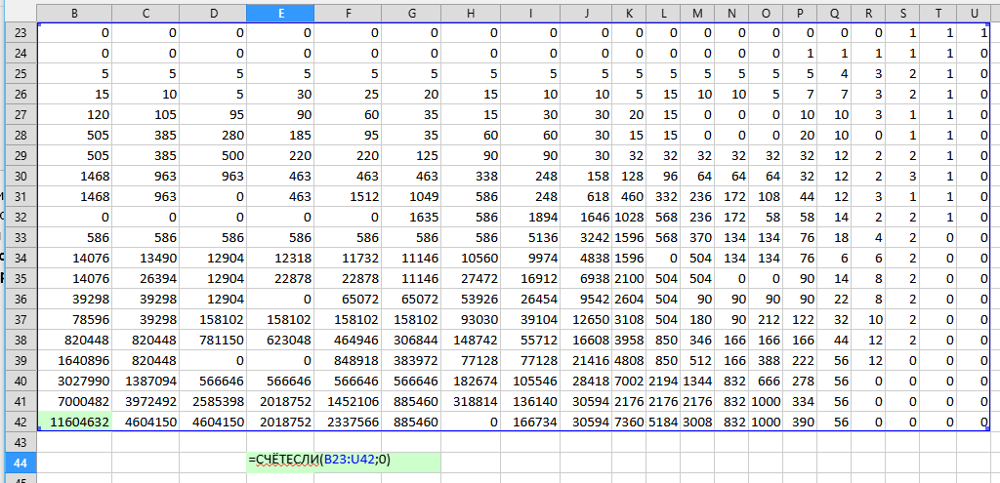 B C D E F G H I J K L M N O P Q R S T U
23 0 0 0 0 0 0 0 0 0 0 0 0 0 0 0 0 0 1 1 1
24 0 0 0 0 0 0 0 0 0 0 0 0 0 0 1 1 1 1 1 0
25 5 5 5 5 5 5 5 5 5 5 5 5 5 5 5 4 3 2 1 0
26 15 10 5 30 25 20 15 10 10 5 15 10 10 5 7 7 3 2 1 0
27 120 105 95 90 60 35 15 30 30 20 15 0 0 0 10 10 3 1 1 0
28 505 385 280 185 95 35 60 60 30 15 15 0 0 0 20 10 0 1 1 0
29 505 385 500 220 220 125 90 90 30 32 32 32 32 32 32 12 2 2 1 0
30 1468 963 963 463 463 463 338 248 158 128 96 64 64 64 32 12 2 3 1 0
31 1468 963 0 463 1512 1049 586 248 618 460 332 236 172 108 44 12 3 1 1 0
32 0 0 0 0 0 1635 586 1894 1646 1028 568 236 172 58 58 14 2 2 1 0
33 586 586 586 586 586 586 586 5136 3242 1596 568 370 134 134 76 18 4 2 0 0
34 14076 13490 12904 12318 11732 11146 10560 9974 4838 1596 0 504 134 134 76 6 6 2 0 0
35 14076 26394 12904 22878 22878 11146 27472 16912 6938 2100 504 504 0 0 90 14 8 2 0 0
36 39298 39298 12904 0 65072 65072 53926 26454 9542 2604 504 90 90 90 90 22 8 2 0 0
37 78596 39298 158102 158102 158102 158102 93030 39104 12650 3108 504 180 90 212 122 32 10 2 0 0
38 820448 820448 781150 623048 464946 306844 148742 55712 16608 3958 850 346 166 166 166 44 12 2 0 0
39 1640896 820448 0 0 848918 383972 77128 77128 21416 4808 850 512 166 388 222 56 12 0 0 0
40 3027990 1387094 566646 566646 566646 566646 182674 105546 28418 7002 2194 1344 832 666 278 56 0 0 0 0
41 7000482 3972492 2585398 2018752 1452106 885460 318814 136140 30594 2176 2176 2176 832 1000 334 56 0 0 0 0
42 11604632 4604150 4604150 2018752 2337566 885460 0 166734 30594 7360 5184 3008 832 1000 390 56 0 0 0 0
43
44 =СЧЁТЕСЛИ(B23:U42;0)